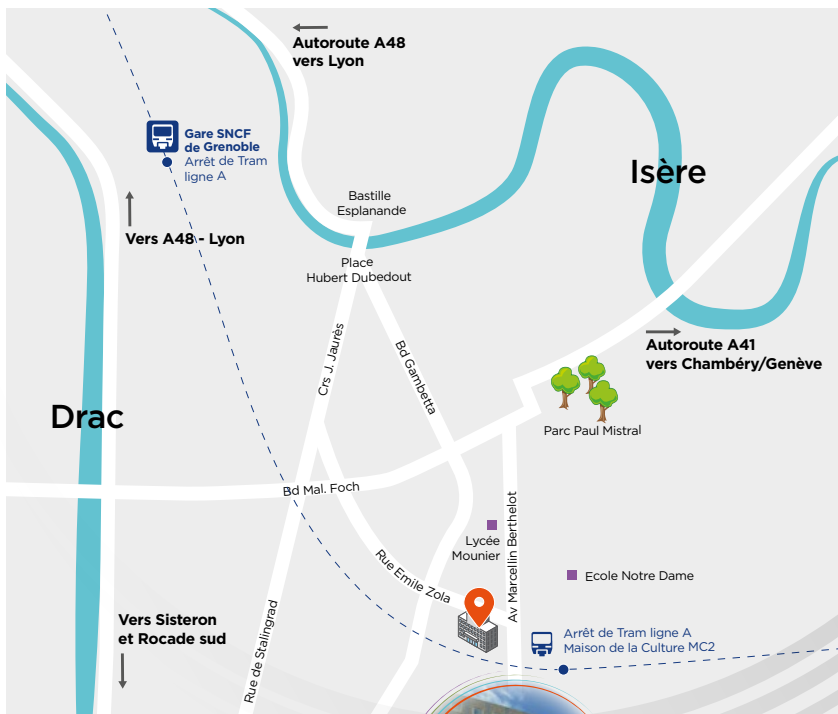 Autoroute A48
vers Lyon
Gare SNCF
de Grenoble
Arrêt de Tram
ligne A
Isère
Bastille
Esplanande
Vers A48 - Lyon
Place
Hubert Dubedout
Crs J. Jaurès
Bd Gambetta
Autoroute A41
vers Chambéry/Genève
Drac
Parc Paul Mistral
Bd Mal. Foch
Lycée
Mounier
Av Marcellin Berthelot
Rue Emile Zola
Ecole Notre Dame
Vers Sisteron
et Rocade sud
Rue de Stalingrad
Arrêt de Tram ligne A
Maison de la Culture MC2